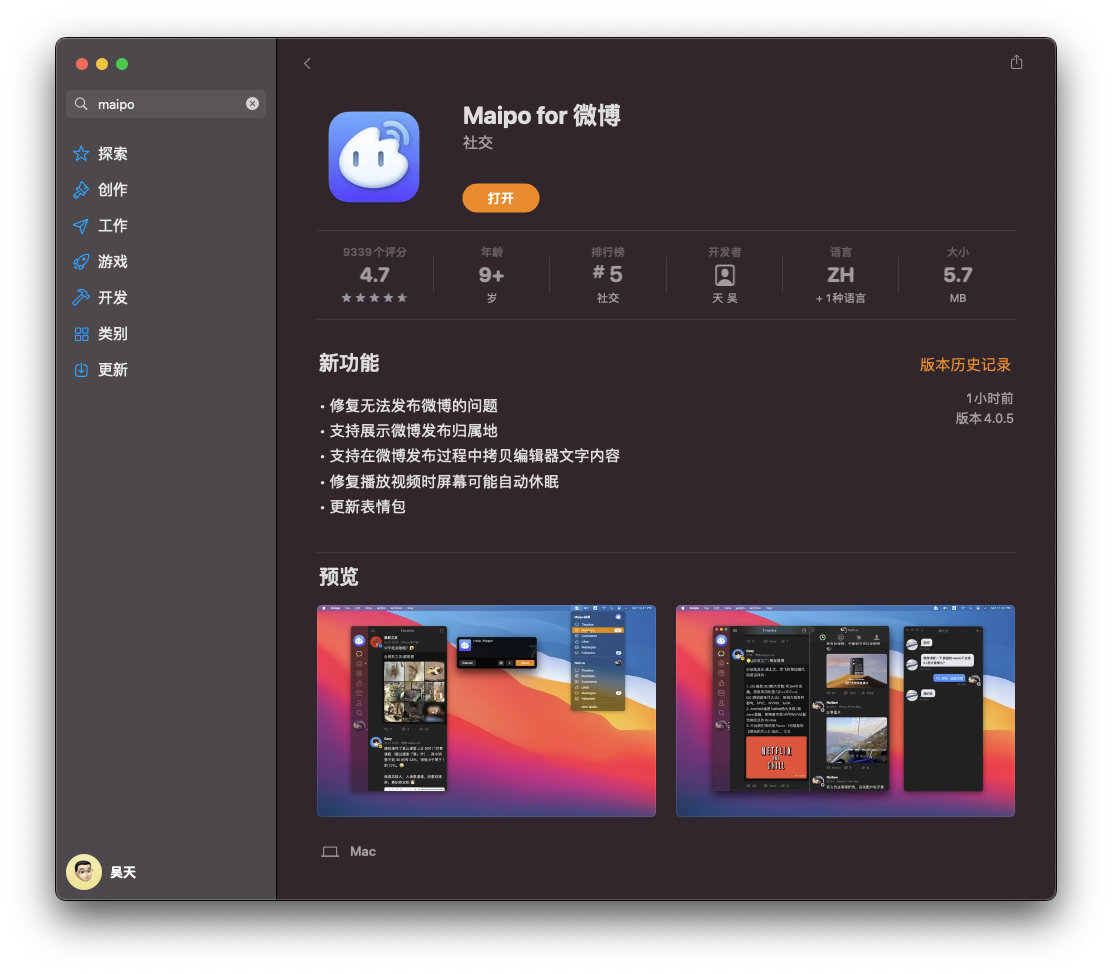 maipo
探索
创作
工作
游戏
开发
类别
更新
吴天
Maipo for 微博
社交
打开
9339个评分
4.7
年龄
9+
岁
排行榜
#5
社交
开发者
天 吴
语言
ZH
+ 1种语言
大小
5.7
MB
新功能
版本历史记录
• 修复无法发布微博的问题
• 支持展示微博发布归属地
• 支持在微博发布过程中拷贝编辑器文字内容
• 修复播放视频时屏幕可能自动休眠
• 更新表情包
1小时前
版本 4.0.5
预览
NETFLIX
AND
CHILL
Mac